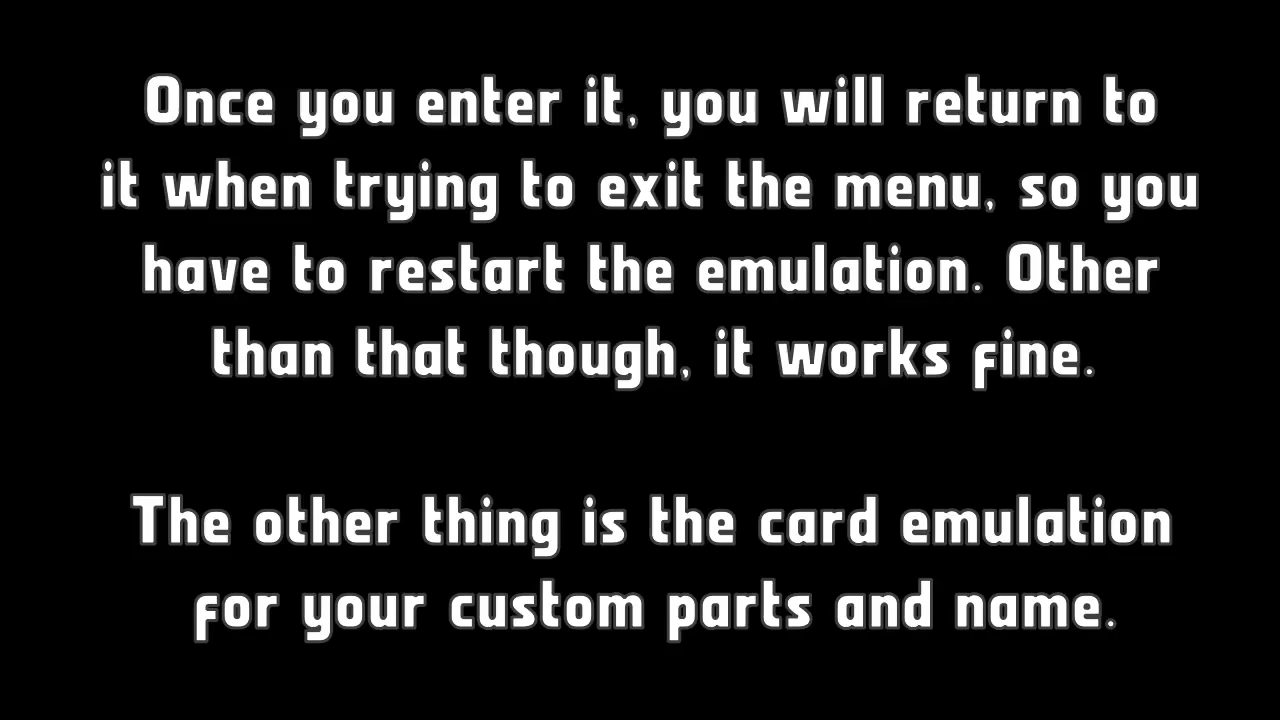 Once you enter it, you will return to
it when trying to exit the menu, so you
have to restart the emulation. Other
than that though, it works fine.
The other thing is the card emulation
for your custom parts and name.